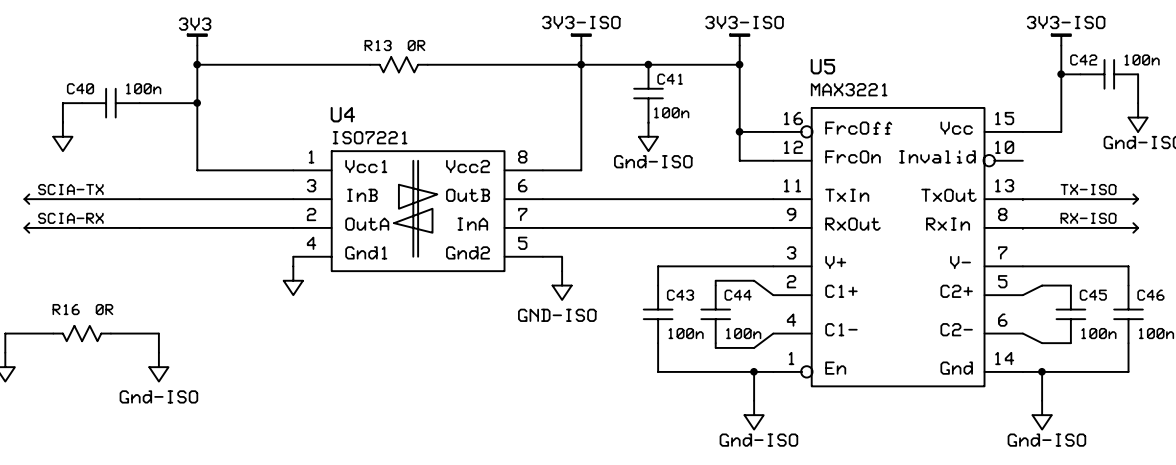 3V3
3V3-ISO
3V3-ISO
3V3-ISO
R13 0R
C40 100n
C41
100n
Gnd-ISO
C42 100n
Gnd-ISO
U4
ISO7221
1 Vcc1 Vcc2 8
3 InB OutB 6
2 OutA InA 7
4 Gnd1 Gnd2 5
SCIA-TX
SCIA-RX
GND-ISO
U5
MAX3221
16 FrcOff Vcc 15
12 FrcOn Invalid 10
11 TxIn TxOut 13
9 RxOut RxIn 8
3 V+ V- 7
2 C1+ C2+ 5
4 C1- C2- 6
1 En Gnd 14
TX-ISO
RX-ISO
C43
100n
C44
100n
C45
100n
C46
100n
Gnd-ISO
Gnd-ISO
R16 0R
Gnd-ISO